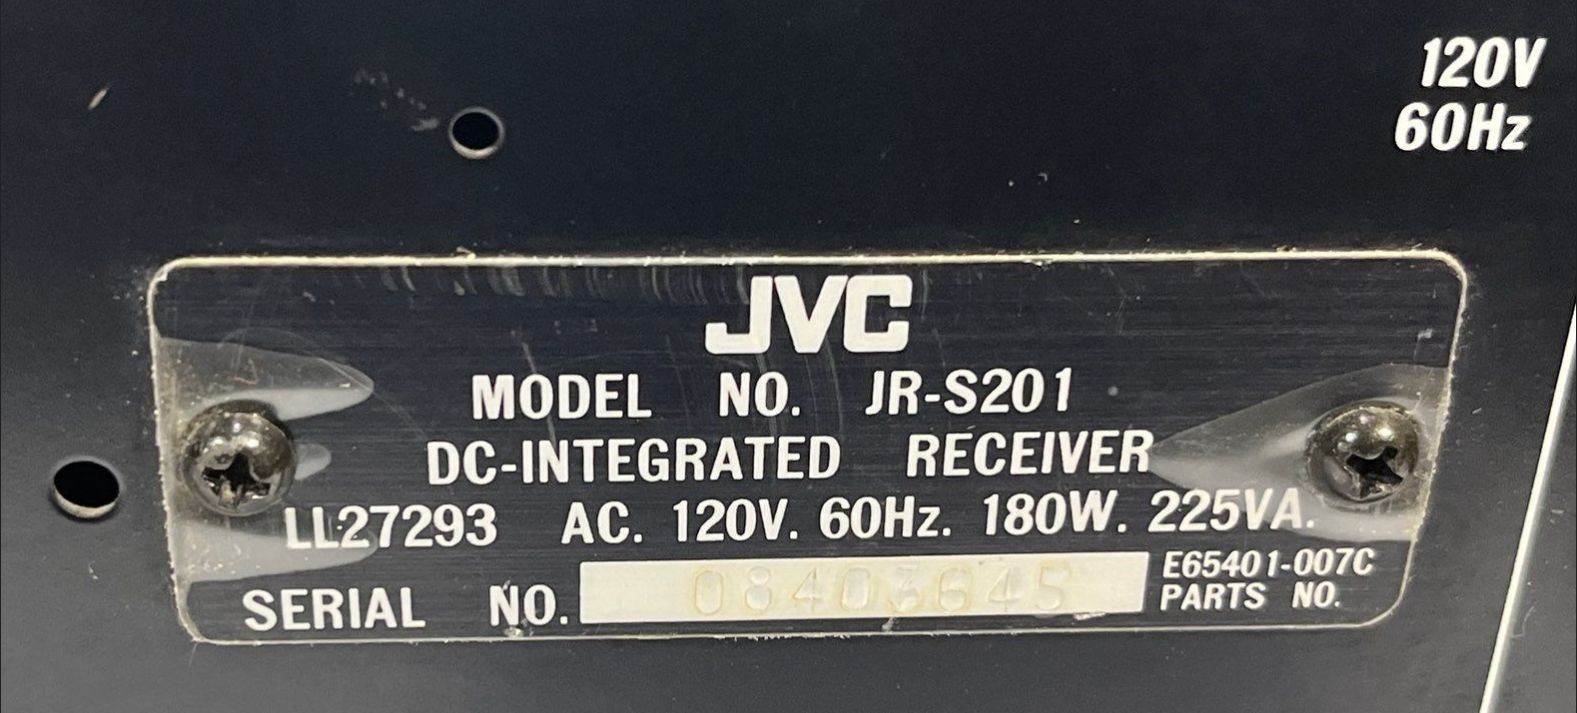 120V
60Hz
JVC
MODEL NO. JR-S201
DC-INTEGRATED RECEIVER
LL27293 AC. 120V. 60Hz. 180W. 225VA.
SERIAL NO. 08403645
E65401-007C
PARTS NO.